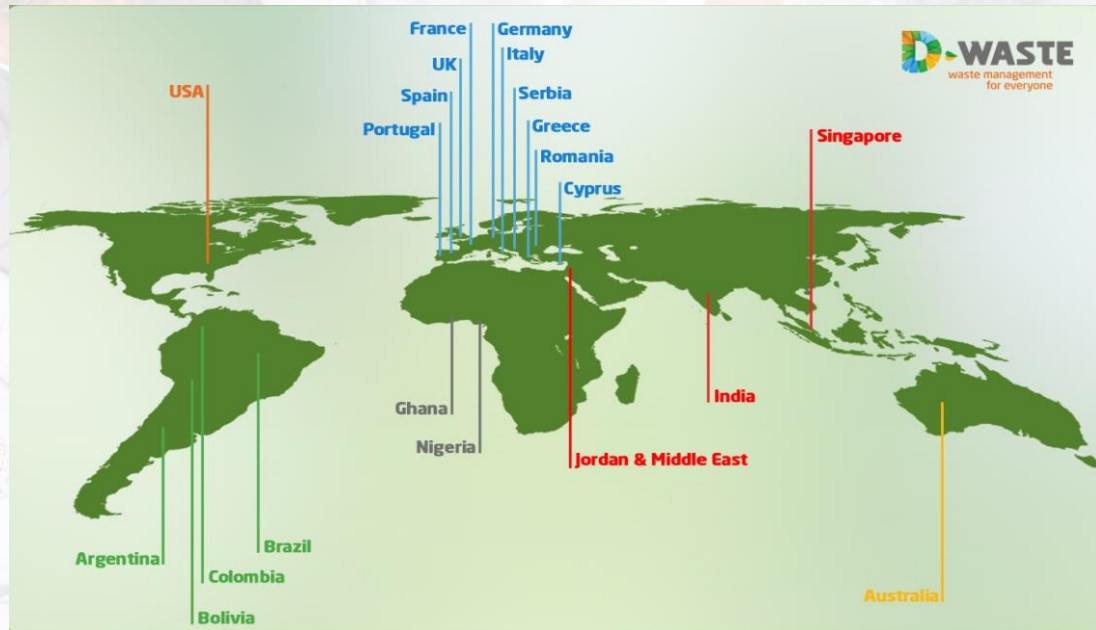 France
Germany
UK
Italy
USA
Spain
Serbia
Portugal
Greece
Romania
Cyprus
Singapore
D-WASTE
waste management
for everyone
Ghana
Nigeria
India
Jordan & Middle East
Argentina
Brazil
Colombia
Bolivia
Australia